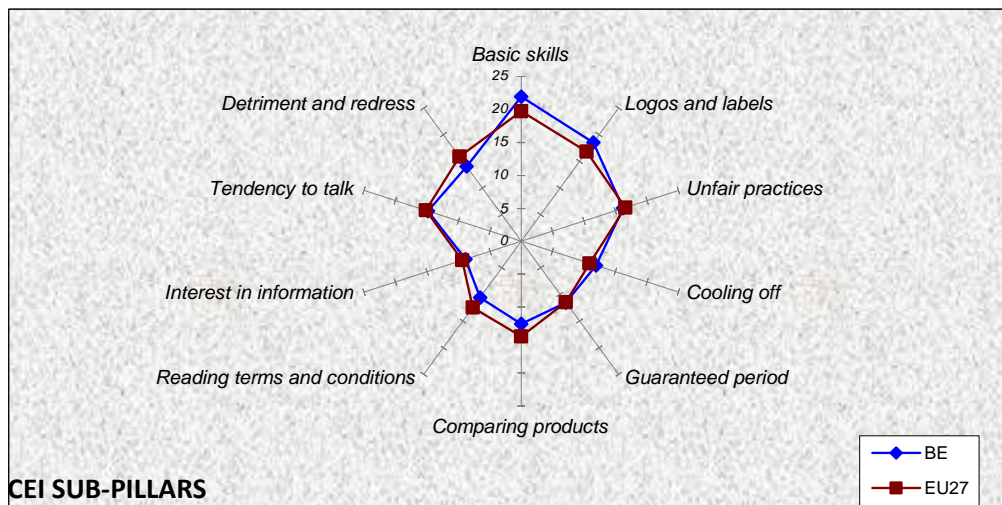 Basic skills
25
Detriment and redress
Logos and labels
20
15
10
Tendency to talk
Unfair practices
5
0
Interest in information
Cooling off
Reading terms and conditions
Guaranteed period
Comparing products
BE
EU27
CEI SUB-PILLARS